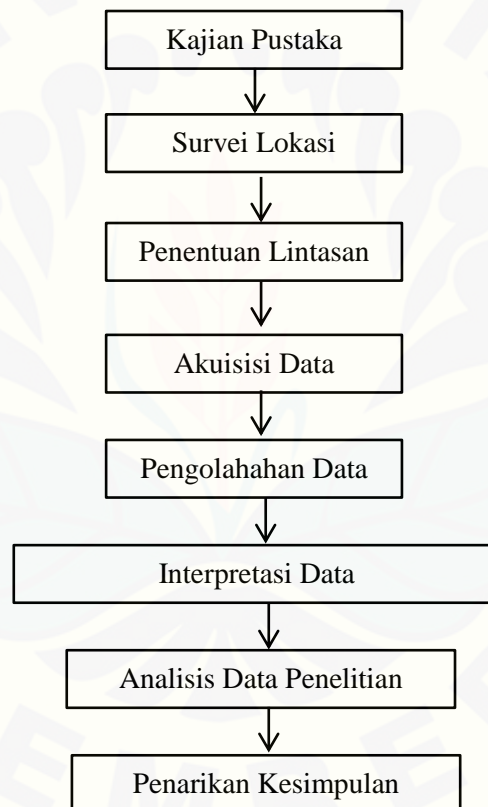 Kajian Pustaka
Survei Lokasi
Penentuan Lintasan
Akuisisi Data
Pengolahahan Data
Interpretasi Data
Analisis Data Penelitian
Penarikan Kesimpulan